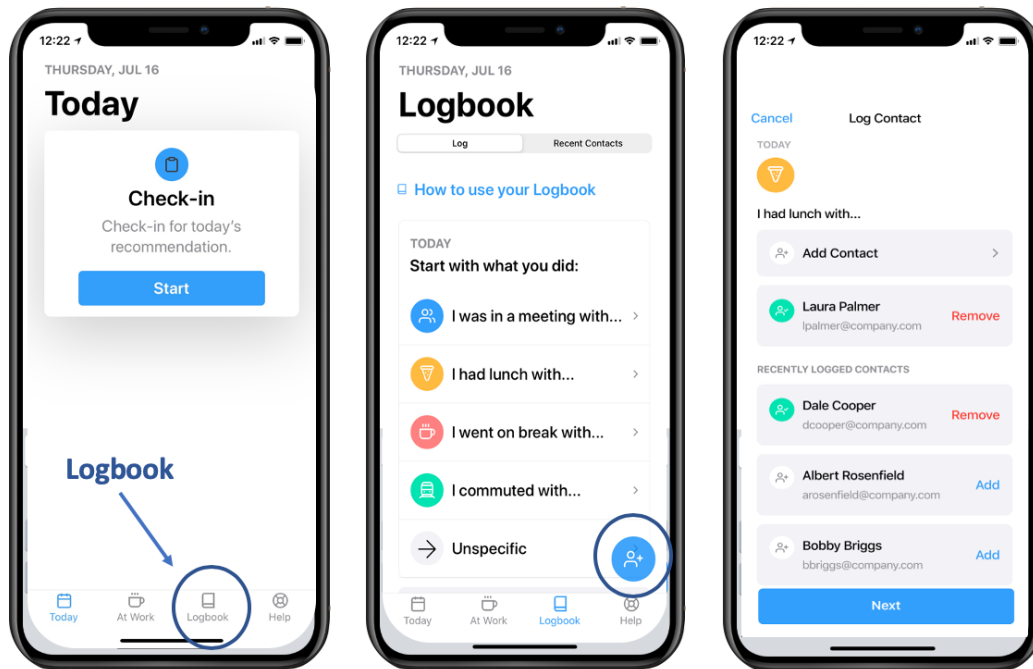 12:22
THURSDAY, JUL 16
Today
Check-in
Check-in for today's
recommendation.
Start
Logbook
Today
At Work
Logbook
Help
12:22
THURSDAY, JUL 16
Logbook
Log
Recent Contacts
How to use your Logbook
TODAY
Start with what you did:
I was in a meeting with...
I had lunch with...
I went on break with...
I commuted with...
Unspecific
Today
At Work
Logbook
Help
12:22
Cancel
Log Contact
TODAY
I had lunch with...
Add Contact
Laura Palmer
lpalmer@company.com
Remove
RECENTLY LOGGED CONTACTS
Dale Cooper
dcooper@company.com
Remove
Albert Rosenfield
arosenfield@company.com
Add
Bobby Briggs
bbriggs@company.com
Add
Next